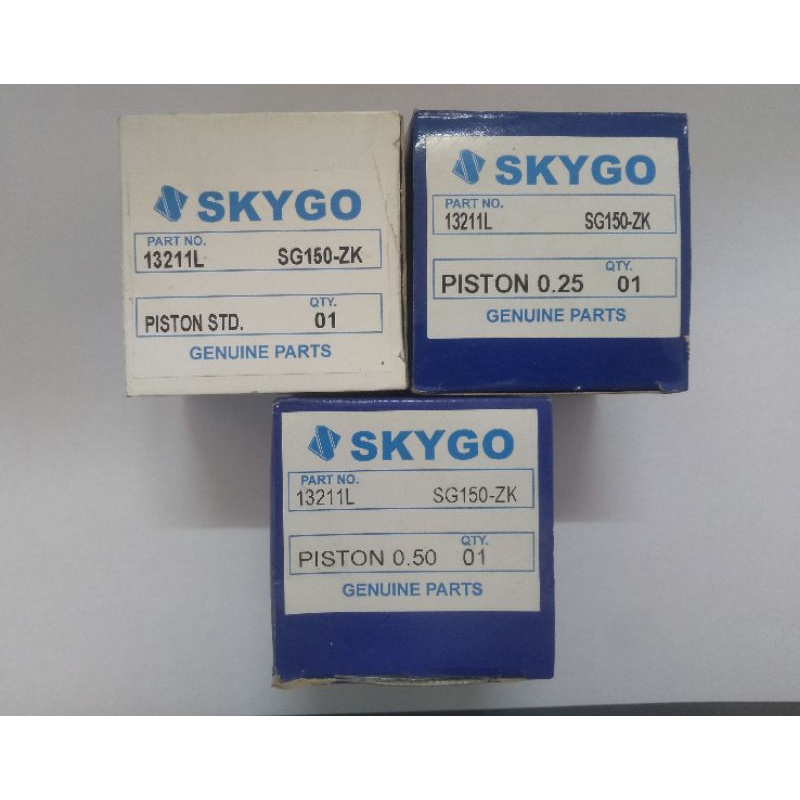 SKYGO
PART NO.
13211L SG150-ZK
QTY.
PISTON STD. 01
GENUINE PARTS
SKYGO
PART NO.
13211L SG150-ZK
QTY.
PISTON 0.25 01
GENUINE PARTS
SKYGO
PART NO.
13211L SG150-ZK
QTY.
PISTON 0.50 01
GENUINE PARTS